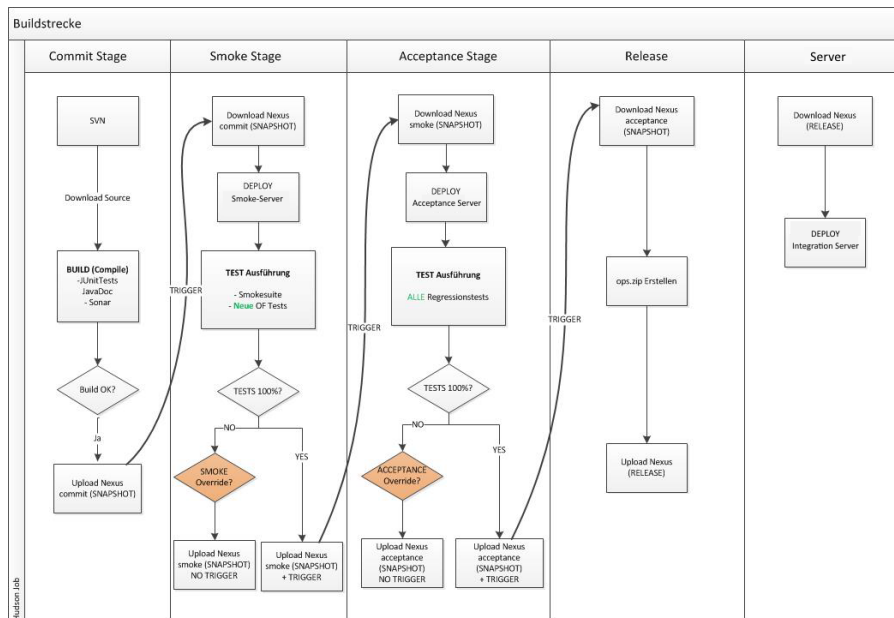 Buildstrecke
Hudson Job
Commit Stage
Smoke Stage
Acceptance Stage
Release
Server
SVN
Download Source
BUILD (Compile)
-JUnitTests
JavaDoc
- Sonar
Build OK?
Ja
Upload Nexus
commit (SNAPSHOT)
TRIGGER
Download Nexus
commit (SNAPSHOT)
DEPLOY
Smoke-Server
TEST Ausführung
- Smokesuite
- Neue OF Tests
TESTS 100%?
NO
YES
SMOKE
Override?
Upload Nexus
smoke (SNAPSHOT)
NO TRIGGER
Upload Nexus
smoke (SNAPSHOT)
+ TRIGGER
TRIGGER
Download Nexus
smoke (SNAPSHOT)
DEPLOY
Acceptance Server
TEST Ausführung
ALLE Regressionstests
TESTS 100%?
NO
YES
ACCEPTANCE
Override?
Upload Nexus
acceptance
(SNAPSHOT)
NO TRIGGER
Upload Nexus
acceptance
(SNAPSHOT)
+ TRIGGER
TRIGGER
Download Nexus
acceptance
(SNAPSHOT)
ops.zip Erstellen
Upload Nexus
(RELEASE)
Download Nexus
(RELEASE)
DEPLOY
Integration Server